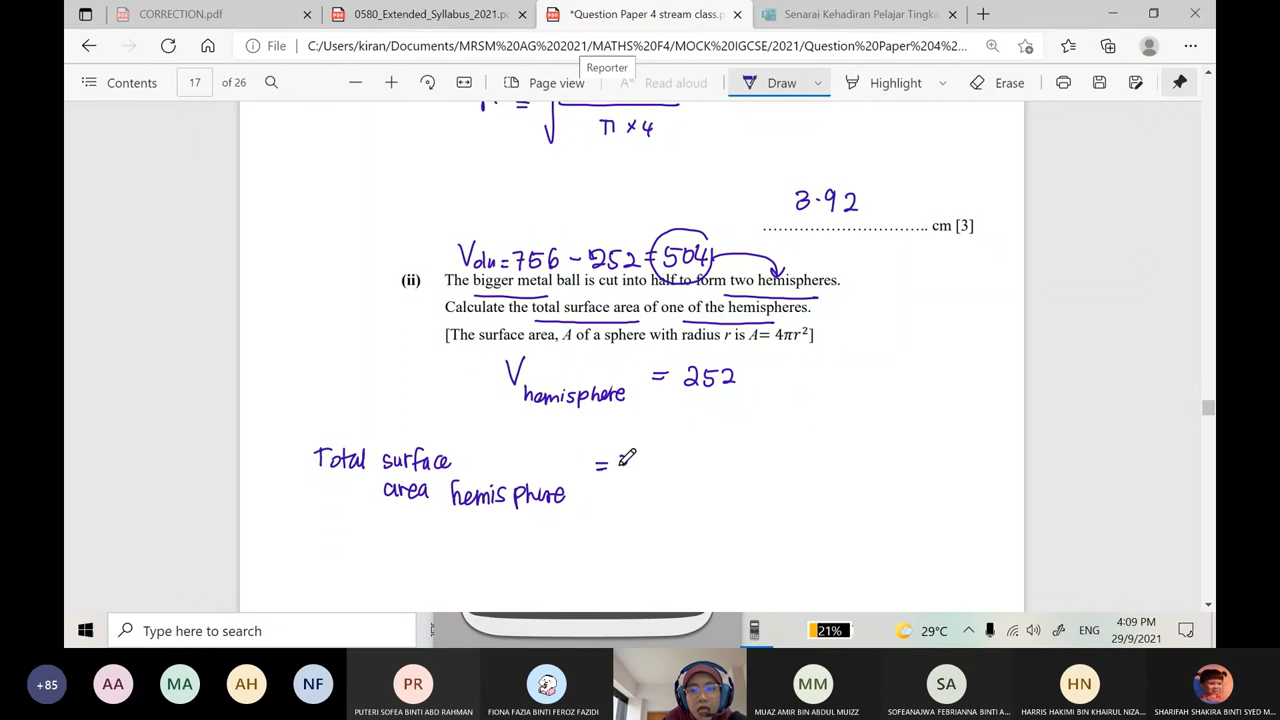 CORRECTION.pdf
0580_Extended_Syllabus_2021.p
*Question Paper 4 stream class.p
Senarai Kehadiran Pelajar Tingka
File
C:/Users/kiran/Documents/MRSM%20AG%202021/MATHS%20F4/MOCK%20IGCSE/2021/Question%20Paper%204%2...
Reporter
Contents
17
of 26
Page view
Read aloud
Draw
Highlight
Erase
π × 4
3.92
cm [3]
= 756 - 252 = 504
(ii) The bigger metal ball is cut into half to form two hemispheres.
Calculate the total surface area of one of the hemispheres.
[The surface area, A of a sphere with radius r is A= 4πr²]
V hemisphere = 252
Total surface
area hemisphere =
Type here to search
21%
29°C
ENG
4:09 PM
29/9/2021
+85
AA
MA
AH
NF
PR
MM
SA
HN
PUTERI SOFEA BINTI ABD RAHMAN
FIONA FAZIA BINTI FEROZ FAZIDI
MUAZ AMIR BIN ABDUL MUIZZ
SOFEANAJWA FEBRIANNA BINTI A...
HARRIS HAKIMI BIN KHAIRUL NIZA...
SHARIFAH SHAKIRA BINTI SYED M...